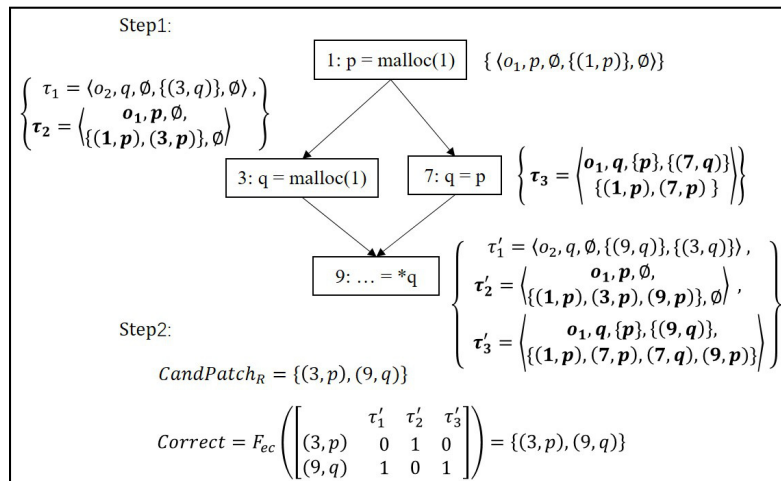 Step1:
1: p = malloc(1)
{ ⟨o₁, p, ∅, {(1, p)}, ∅⟩}
τ₁ = ⟨o₂, q, ∅, {(3, q)}, ∅⟩ ,
τ₂ = ⟨o₁, p, ∅,
{(1, p), (3, p)}, ∅⟩
3: q = malloc(1)
7: q = p
τ₃ = ⟨o₁, q, {p}, {(7, q)}
{(1, p), (7, p) }⟩
9: … = *q
τ′₁ = ⟨o₂, q, ∅, {(9, q)}, {(3, q)}⟩ ,
τ′₂ = ⟨o₁, p, ∅,
{(1, p), (3, p), (9, p)}, ∅⟩ ,
τ′₃ = ⟨o₁, q, {p}, {(9, q)},
{(1, p), (7, p), (7, q), (9, p)}⟩
Step2:
CandPatch_R = {(3, p), (9, q)}
τ′₁ τ′₂ τ′₃
Correct = F_ec ([(3, p) 0 1 0
(9, q) 1 0 1]) = {(3, p), (9, q)}